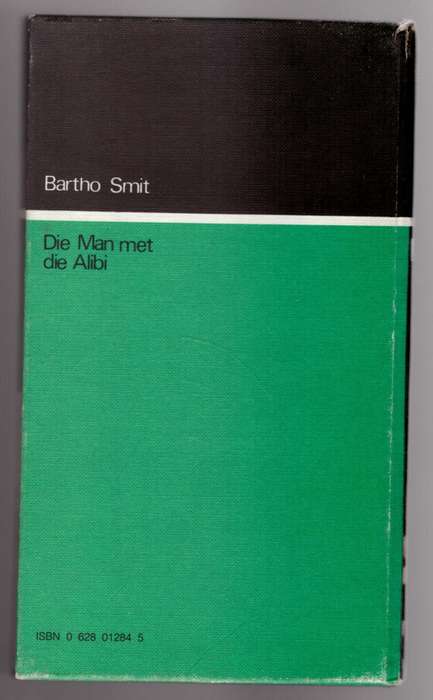 Bartho Smit
Die Man met
die Alibi
ISBN 0 628 01284 5